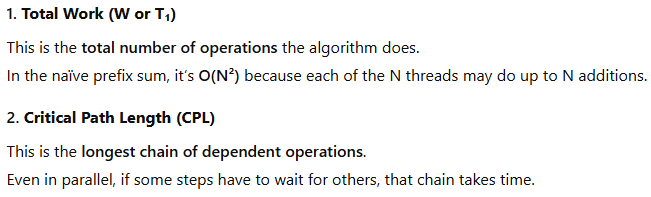 1. Total Work (W or T₁)
This is the total number of operations the algorithm does.
In the naïve prefix sum, it's O(N²) because each of the N threads may do up to N additions.
2. Critical Path Length (CPL)
This is the longest chain of dependent operations.
Even in parallel, if some steps have to wait for others, that chain takes time.